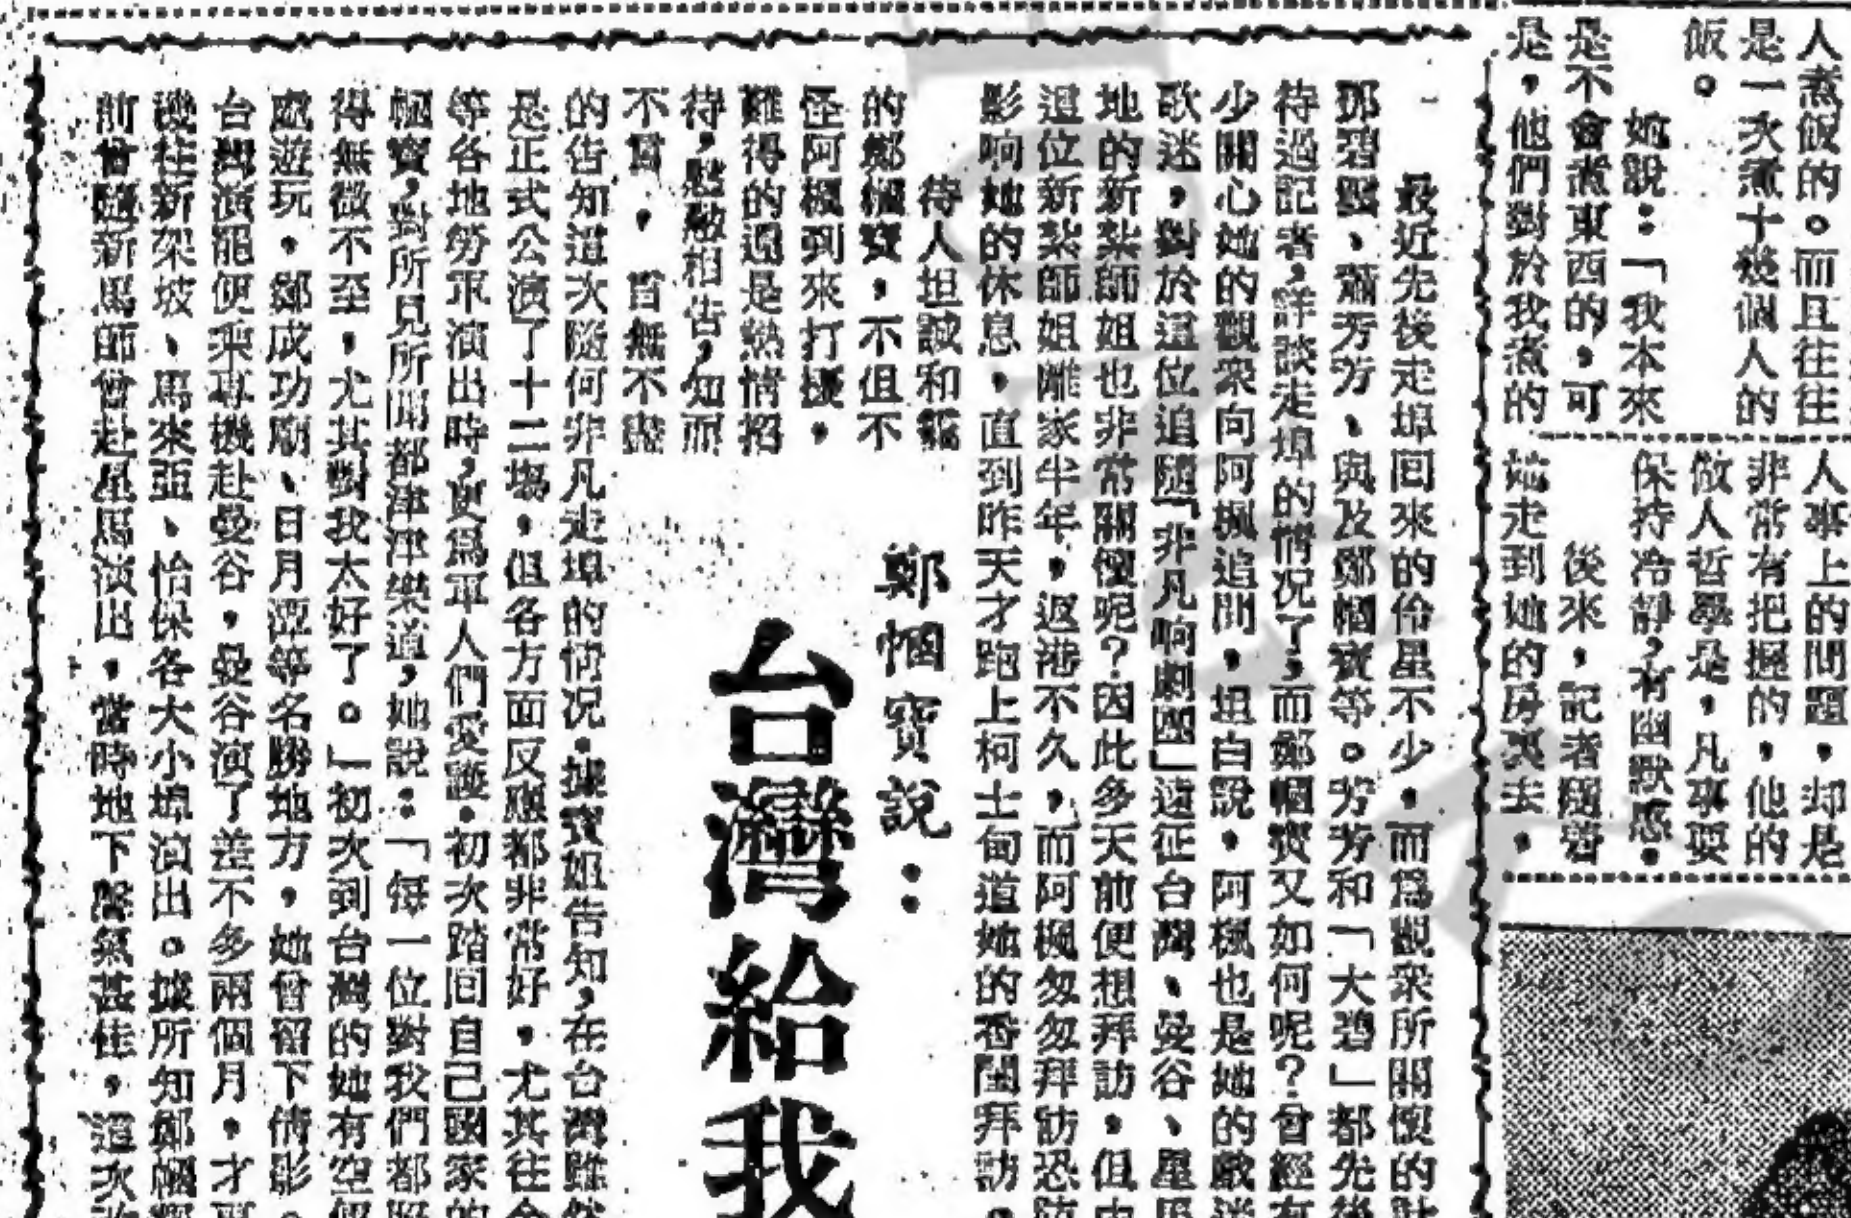 人煮飯的。而且往往
是一次煮十幾個人的
飯。
她說：「我本來
是不會煮東西的，可
是，他們對於我煮的
人事上的問題，却是
非常有把握的，他的
做人哲學是，凡事要
保持冷靜，有幽默感。
後來，記者隨着
她走到她的房裏去，
最近先後走埠回來的伶星不少，而爲觀衆所關懷的
鄧碧雲、蕭芳芳、與及鄭幗寶等。芳芳和「大碧」都先後
待過記者，詳談走埠的情況了，而鄭幗寶又如何呢？曾經有
少關心她的觀衆向阿楓追問，坦白說，阿楓也是她的戲迷
歌迷，對於這位追隨「非凡响劇團」遠征台灣、曼谷、星馬
地的新紮師姐也非常關懷呢？因此多天前便想拜訪，但由
這位新紮師姐離家半年，返港不久，而阿楓匆匆拜訪恐防
影响她的休息，直到昨天才跑上柯士甸道她的香閨拜訪。
待人坦誠和靄
的鄭幗寶，不但不
怪阿楓到來打擾，
難得的還是熱情招
待，慇懃相告，知而
不言，言無不盡
鄭幗寶說：
台灣給我
的告知這次隨何非凡走埠的情況。據寶姐告知，在台灣雖然
是正式公演了十二場，但各方面反應都非常好，尤其往金
等各地勞軍演出時，更爲軍人們愛護。初次踏回自己國家的
幗寶，對所見所聞都津津樂道，她說：「每一位對我們都照
得無微不至，尤其對我太好了。」初次到台灣的她有空便
處遊玩，鄭成功廟、日月潭等名勝地方，她曾留下倩影。
台灣演罷便乘專機赴曼谷，曼谷演了差不多兩個月，才再
機往新架坡、馬來亞、怡保各大小埠演出。據所知鄭幗寶
前曾隨新馬師曾赴星馬演出，當時地下聲氣甚佳，這次